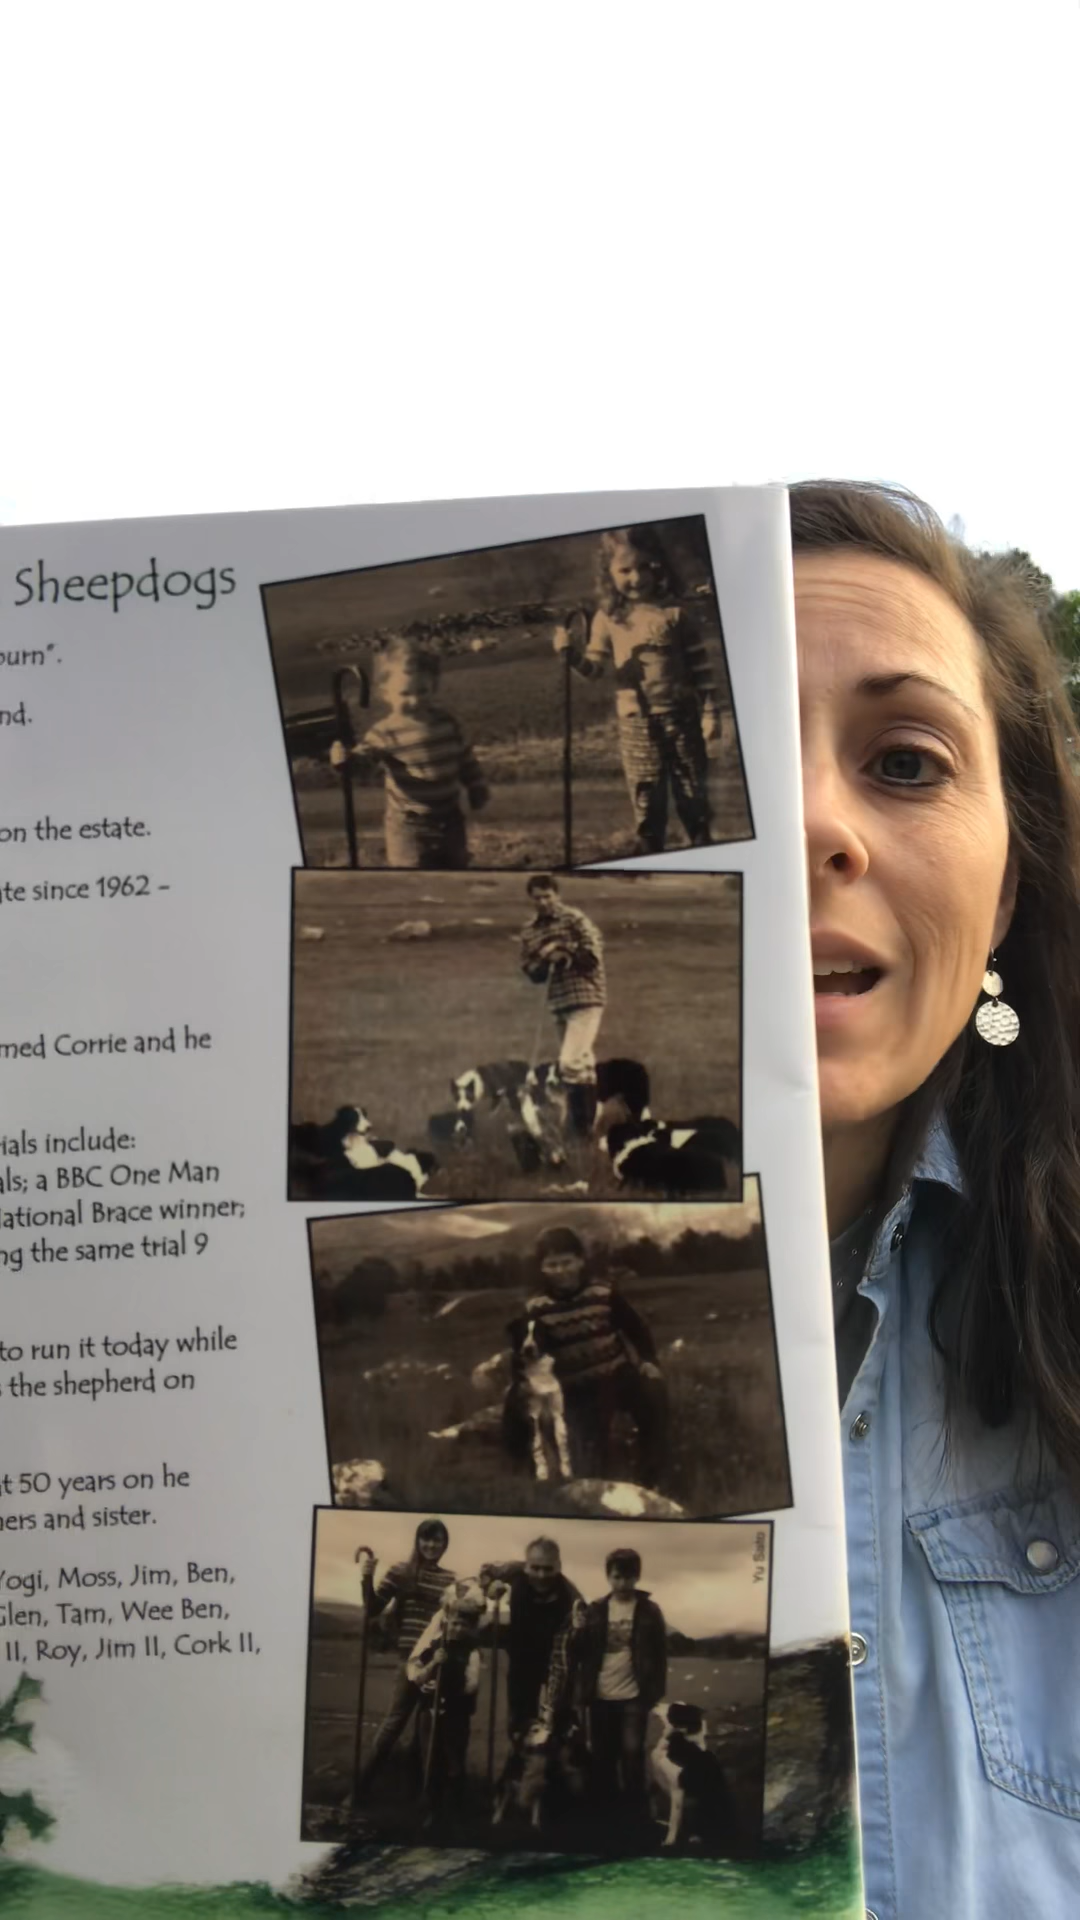 Sheepdogs
ourn".
nd.
on the estate.
te since 1962 –
med Corrie and he
ials include:
als; a BBC One Man
ational Brace winner;
ng the same trial 9
to run it today while
the shepherd on
t 50 years on he
ers and sister.
Yogi, Moss, Jim, Ben,
Glen, Tam, Wee Ben,
II, Roy, Jim II, Cork II,
Yu Sato